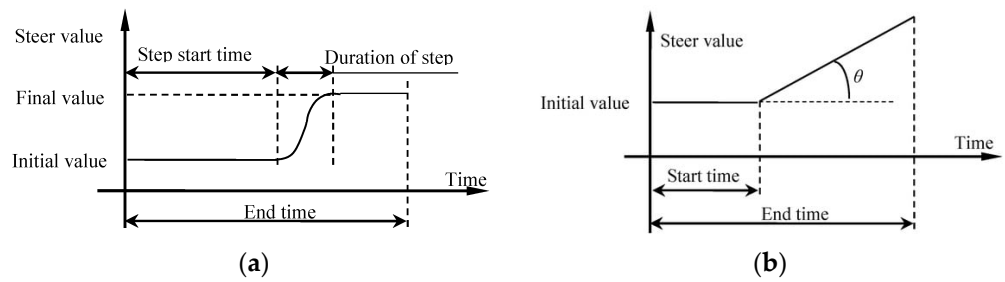 Steer value
Step start time
Duration of step
Final value
Initial value
Time
End time
(a)
Steer value
θ
Initial value
Time
Start time
End time
(b)